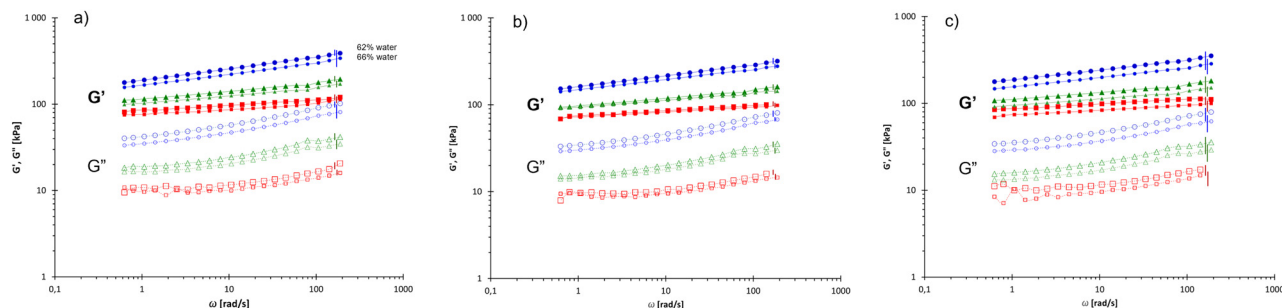 a)
1 000
100
10
1
G', G'' [kPa]
G'
G''
62% water
66% water
0,1
1
10
100
1000
ω [rad/s]
b)
1 000
100
10
1
G', G'' [kPa]
G'
G''
0,1
1
10
100
1000
ω [rad/s]
c)
1 000
100
10
1
G', G'' [kPa]
G'
G''
0,1
1
10
100
1000
ω [rad/s]